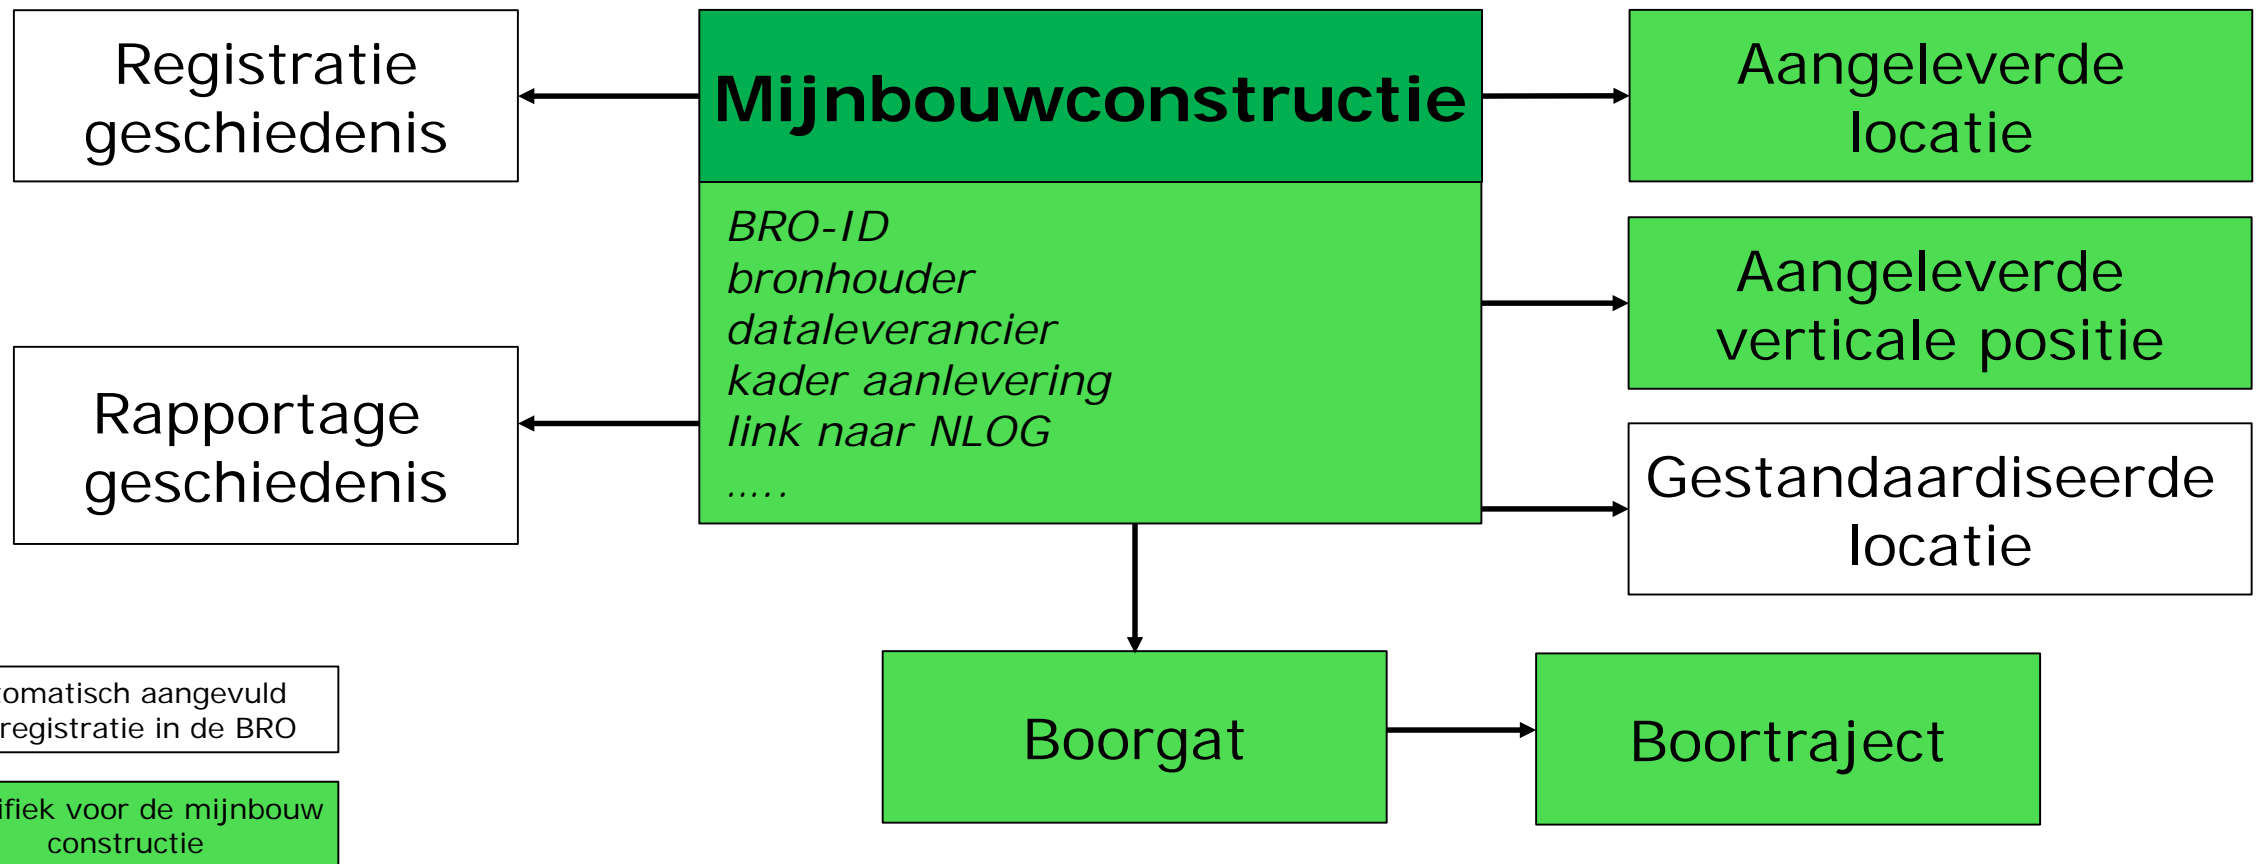 Registratie
geschiedenis
Mijnbouwconstructie
Aangeleverde
locatie
BRO-ID
bronhouder
dataleverancier
kader aanlevering
link naar NLOG
.....
Aangeleverde
verticale positie
Rapportage
geschiedenis
Gestandaardiseerde
locatie
Boorgat
Boortraject
tomatisch aangevuld
registratie in de BRO
ifiek voor de mijnbouw
constructie